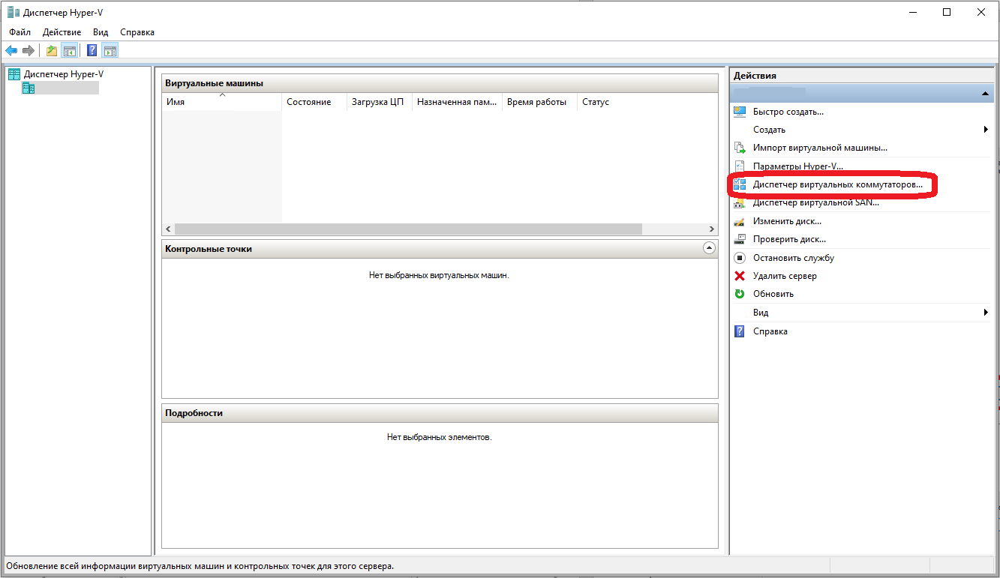 Диспетчер Hyper-V
Файл Действие Вид Справка
Диспетчер Hyper-V
Виртуальные машины
Имя Состояние Загрузка ЦП Назначенная пам... Время работы Статус
Контрольные точки
Нет выбранных виртуальных машин.
Подробности
Нет выбранных элементов.
Действия
Быстро создать...
Создать
Импорт виртуальной машины...
Параметры Hyper-V...
Диспетчер виртуальных коммутаторов...
Диспетчер виртуальной SAN...
Изменить диск...
Проверить диск...
Остановить службу
Удалить сервер
Обновить
Вид
Справка
Обновление всей информации виртуальных машин и контрольных точек для этого сервера.